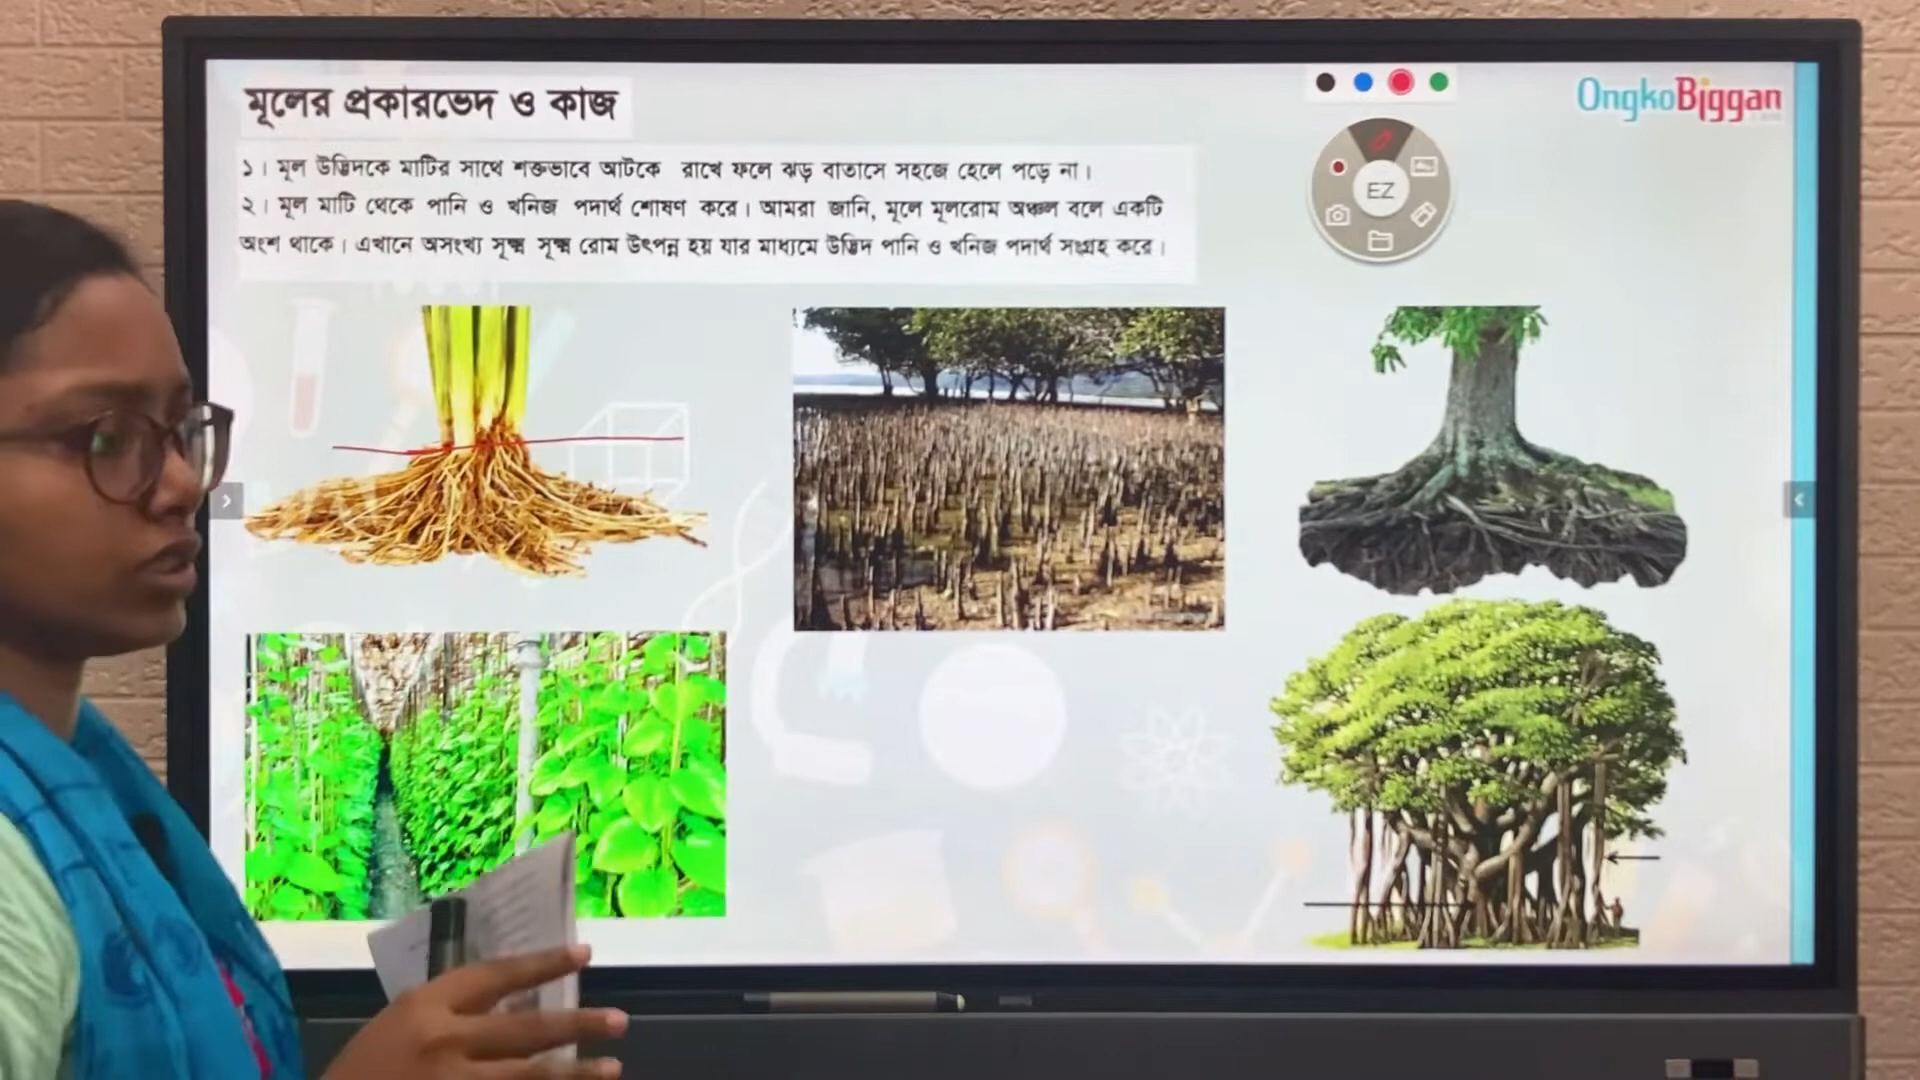 মূলের প্রকারভেদ ও কাজ
OngkoBiggan
১। মূল উদ্ভিদকে মাটির সাথে শক্তভাবে আটকে রাখে ফলে ঝড় বাতাসে সহজে হেলে পড়ে না।
২। মূল মাটি থেকে পানি ও খনিজ পদার্থ শোষণ করে। আমরা জানি, মূলে মূলরোম অঞ্চল বলে একটি
অংশ থাকে। এখানে অসংখ্য সূক্ষ্ম সূক্ষ্ম রোম উৎপন্ন হয় যার মাধ্যমে উদ্ভিদ পানি ও খনিজ পদার্থ সংগ্রহ করে।
EZ